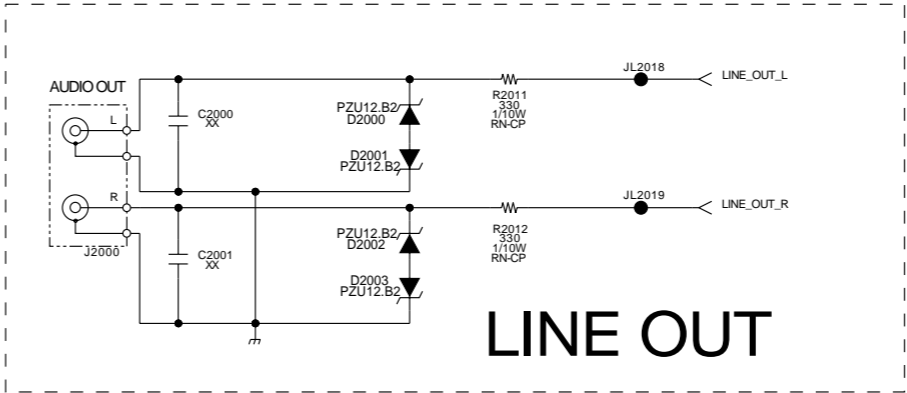 AUDIO OUT
L
R
J2000
C2000
XX
C2001
XX
PZU12.B2
D2000
D2001
PZU12.B2
PZU12.B2
D2002
D2003
PZU12.B2
R2011
330
1/10W
RN-CP
JL2018
LINE_OUT_L
R2012
330
1/10W
RN-CP
JL2019
LINE_OUT_R
LINE OUT